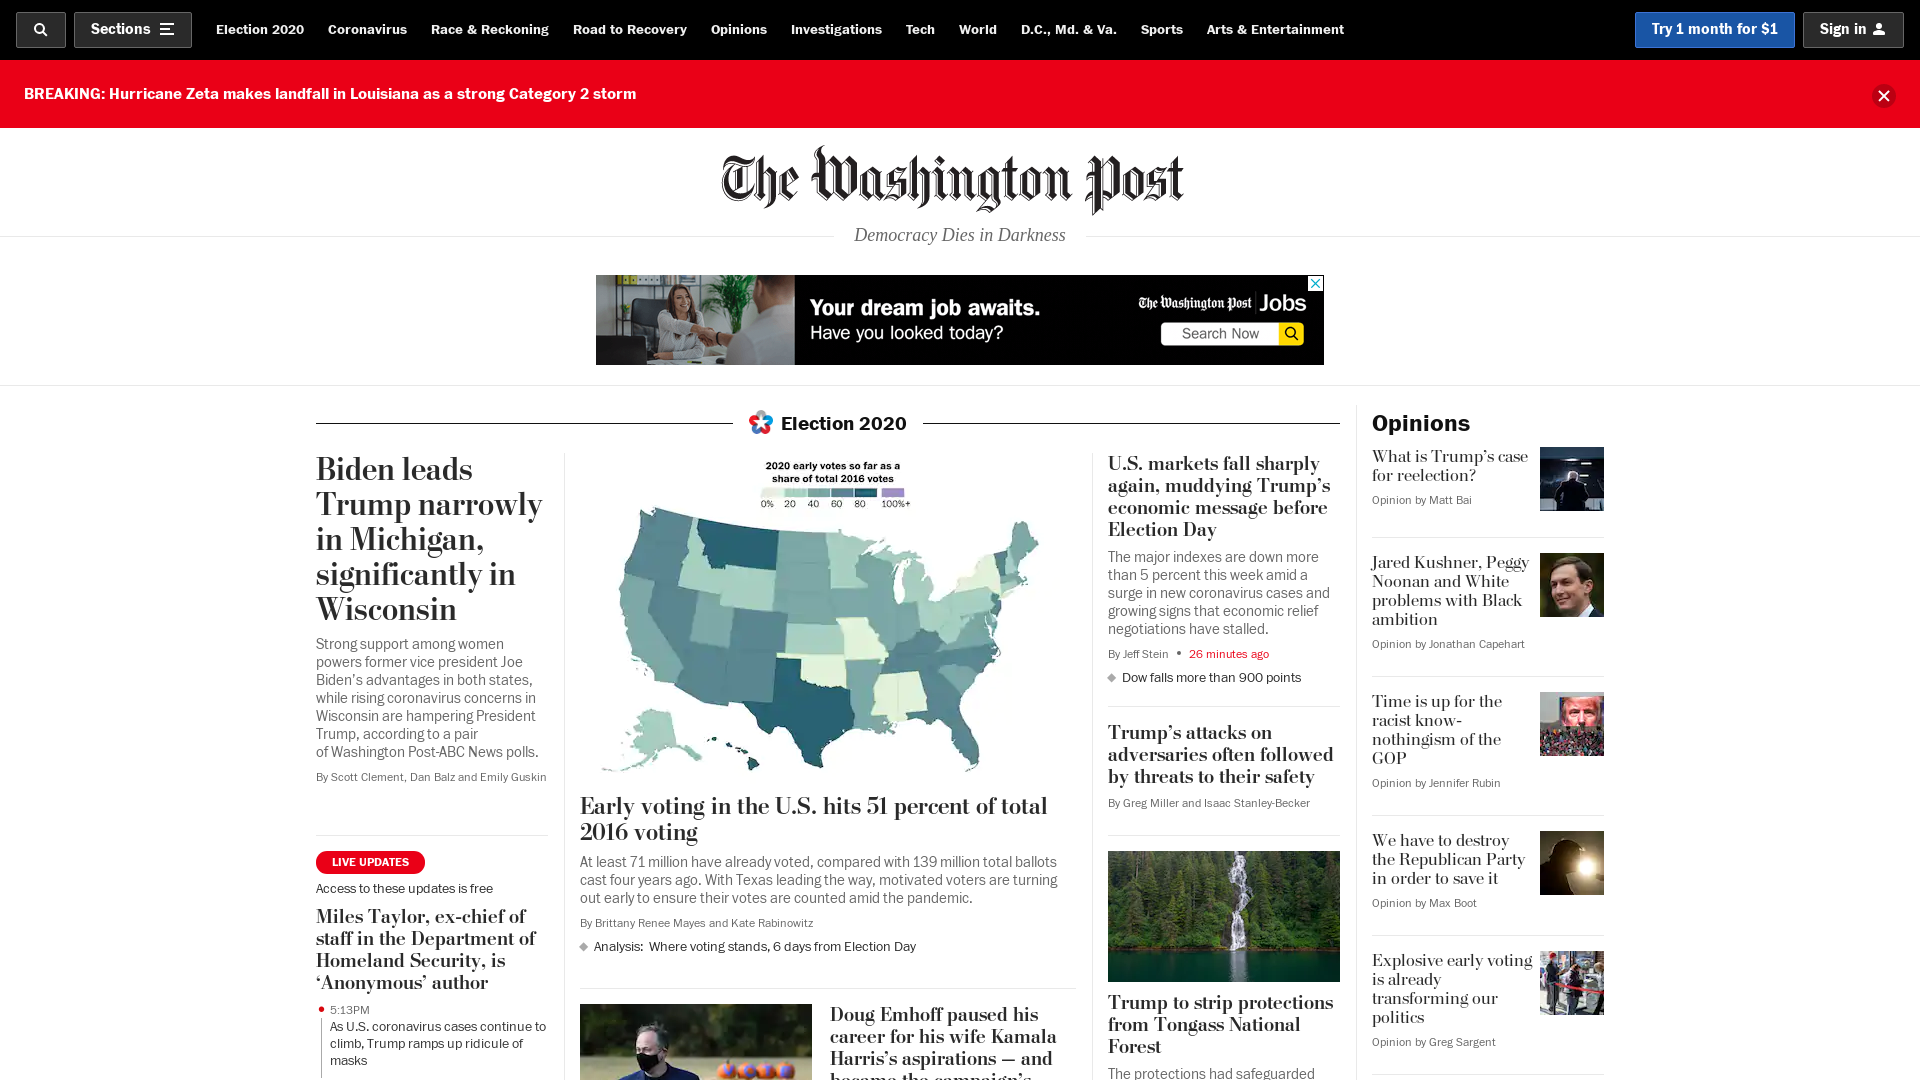 Sections
Election 2020
Coronavirus
Race & Reckoning
Road to Recovery
Opinions
Investigations
Tech
World
D.C., Md. & Va.
Sports
Arts & Entertainment
Try 1 month for $1
Sign in
BREAKING: Hurricane Zeta makes landfall in Louisiana as a strong Category 2 storm
The Washington Post
Democracy Dies in Darkness
Your dream job awaits.
Have you looked today?
The Washington Post Jobs
Search Now
Election 2020
Biden leads
Trump narrowly
in Michigan,
significantly in
Wisconsin
Strong support among women
powers former vice president Joe
Biden’s advantages in both states,
while rising coronavirus concerns in
Wisconsin are hampering President
Trump, according to a pair
of Washington Post-ABC News polls.
By Scott Clement, Dan Balz and Emily Guskin
LIVE UPDATES
Access to these updates is free
Miles Taylor, ex-chief of
staff in the Department of
Homeland Security, is
‘Anonymous’ author
5:13PM
As U.S. coronavirus cases continue to
climb, Trump ramps up ridicule of
masks
2020 early votes so far as a
share of total 2016 votes
0% 20 40 60 80 100%+
Early voting in the U.S. hits 51 percent of total
2016 voting
At least 71 million have already voted, compared with 139 million total ballots
cast four years ago. With Texas leading the way, motivated voters are turning
out early to ensure their votes are counted amid the pandemic.
By Brittany Renee Mayes and Kate Rabinowitz
Analysis: Where voting stands, 6 days from Election Day
Doug Emhoff paused his
career for his wife Kamala
Harris’s aspirations — and
became the campaign’s
U.S. markets fall sharply
again, muddying Trump’s
economic message before
Election Day
The major indexes are down more
than 5 percent this week amid a
surge in new coronavirus cases and
growing signs that economic relief
negotiations have stalled.
By Jeff Stein • 26 minutes ago
Dow falls more than 900 points
Trump’s attacks on
adversaries often followed
by threats to their safety
By Greg Miller and Isaac Stanley-Becker
Trump to strip protections
from Tongass National
Forest
The protections had safeguarded
Opinions
What is Trump’s case
for reelection?
Opinion by Matt Bai
Jared Kushner, Peggy
Noonan and White
problems with Black
ambition
Opinion by Jonathan Capehart
Time is up for the
racist know-
nothingism of the
GOP
Opinion by Jennifer Rubin
We have to destroy
the Republican Party
in order to save it
Opinion by Max Boot
Explosive early voting
is already
transforming our
politics
Opinion by Greg Sargent